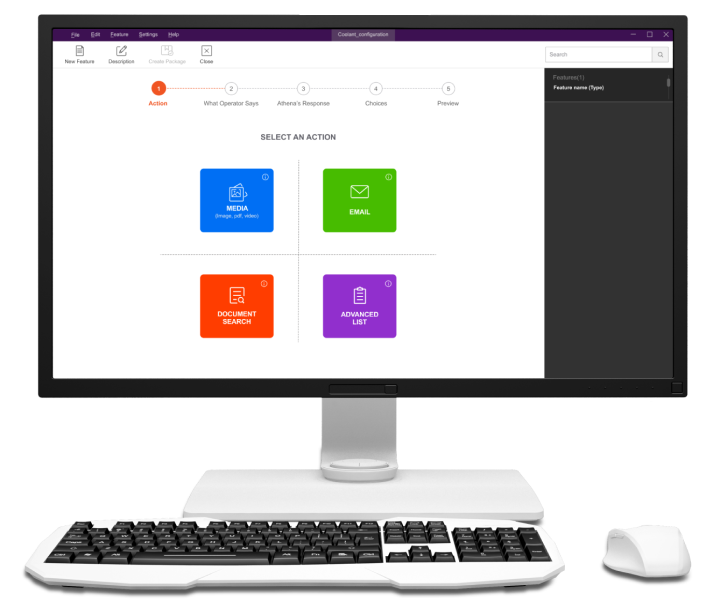 File Edit Feature Settings Help
Coolant_configuration
New Feature Description Create Package Close
Search
1 2 3 4 5
Action What Operator Says Athena's Response Choices Preview
Features(1)
Feature name (Type)
SELECT AN ACTION
MEDIA
(Image, pdf, video)
EMAIL
DOCUMENT
SEARCH
ADVANCED
LIST